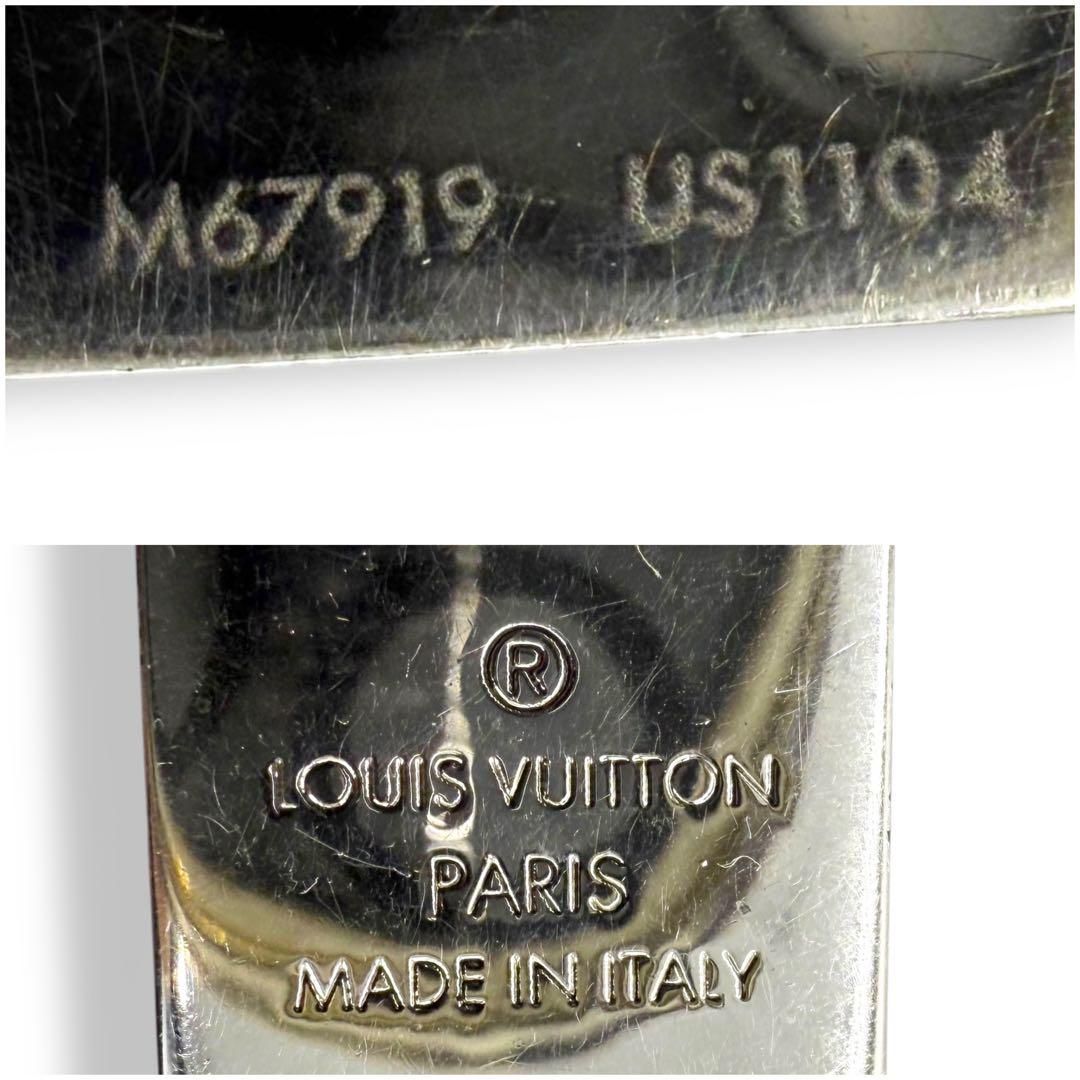 M67919 US1104
®
LOUIS VUITTON
PARIS
MADE IN ITALY